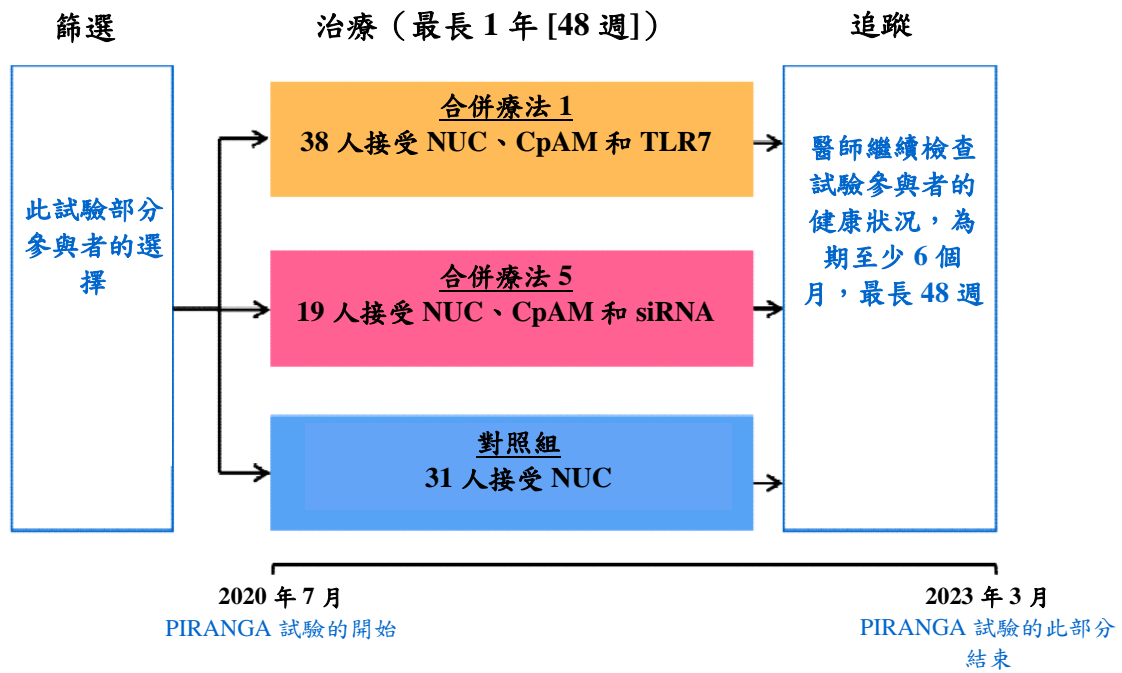 篩選
治療（最長 1 年 [48 週]）
追蹤
此試驗部分
參與者的選
擇
合併療法 1
38 人接受 NUC、CpAM 和 TLR7
合併療法 5
19 人接受 NUC、CpAM 和 siRNA
對照組
31 人接受 NUC
醫師繼續檢查
試驗參與者的
健康狀況，為
期至少 6 個
月，最長 48 週
2020 年 7 月
PIRANGA 試驗的開始
2023 年 3 月
PIRANGA 試驗的此部分
結束